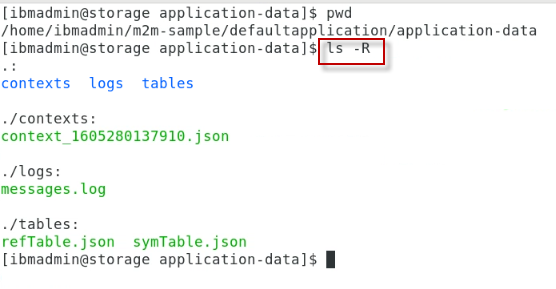 [ibmadmin@storage application-data]$ pwd
/home/ibmadmin/m2m-sample/defaultapplication/application-data
[ibmadmin@storage application-data]$ ls -R
.:
contexts  logs  tables

./contexts:
context_1605280137910.json

./logs:
messages.log

./tables:
refTable.json  symTable.json
[ibmadmin@storage application-data]$